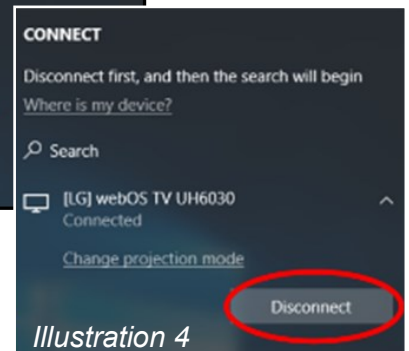 CONNECT
Disconnect first, and then the search will begin
Where is my device?
Search
[LG] webOS TV UH6030
Connected
Change projection mode
Disconnect
Illustration 4